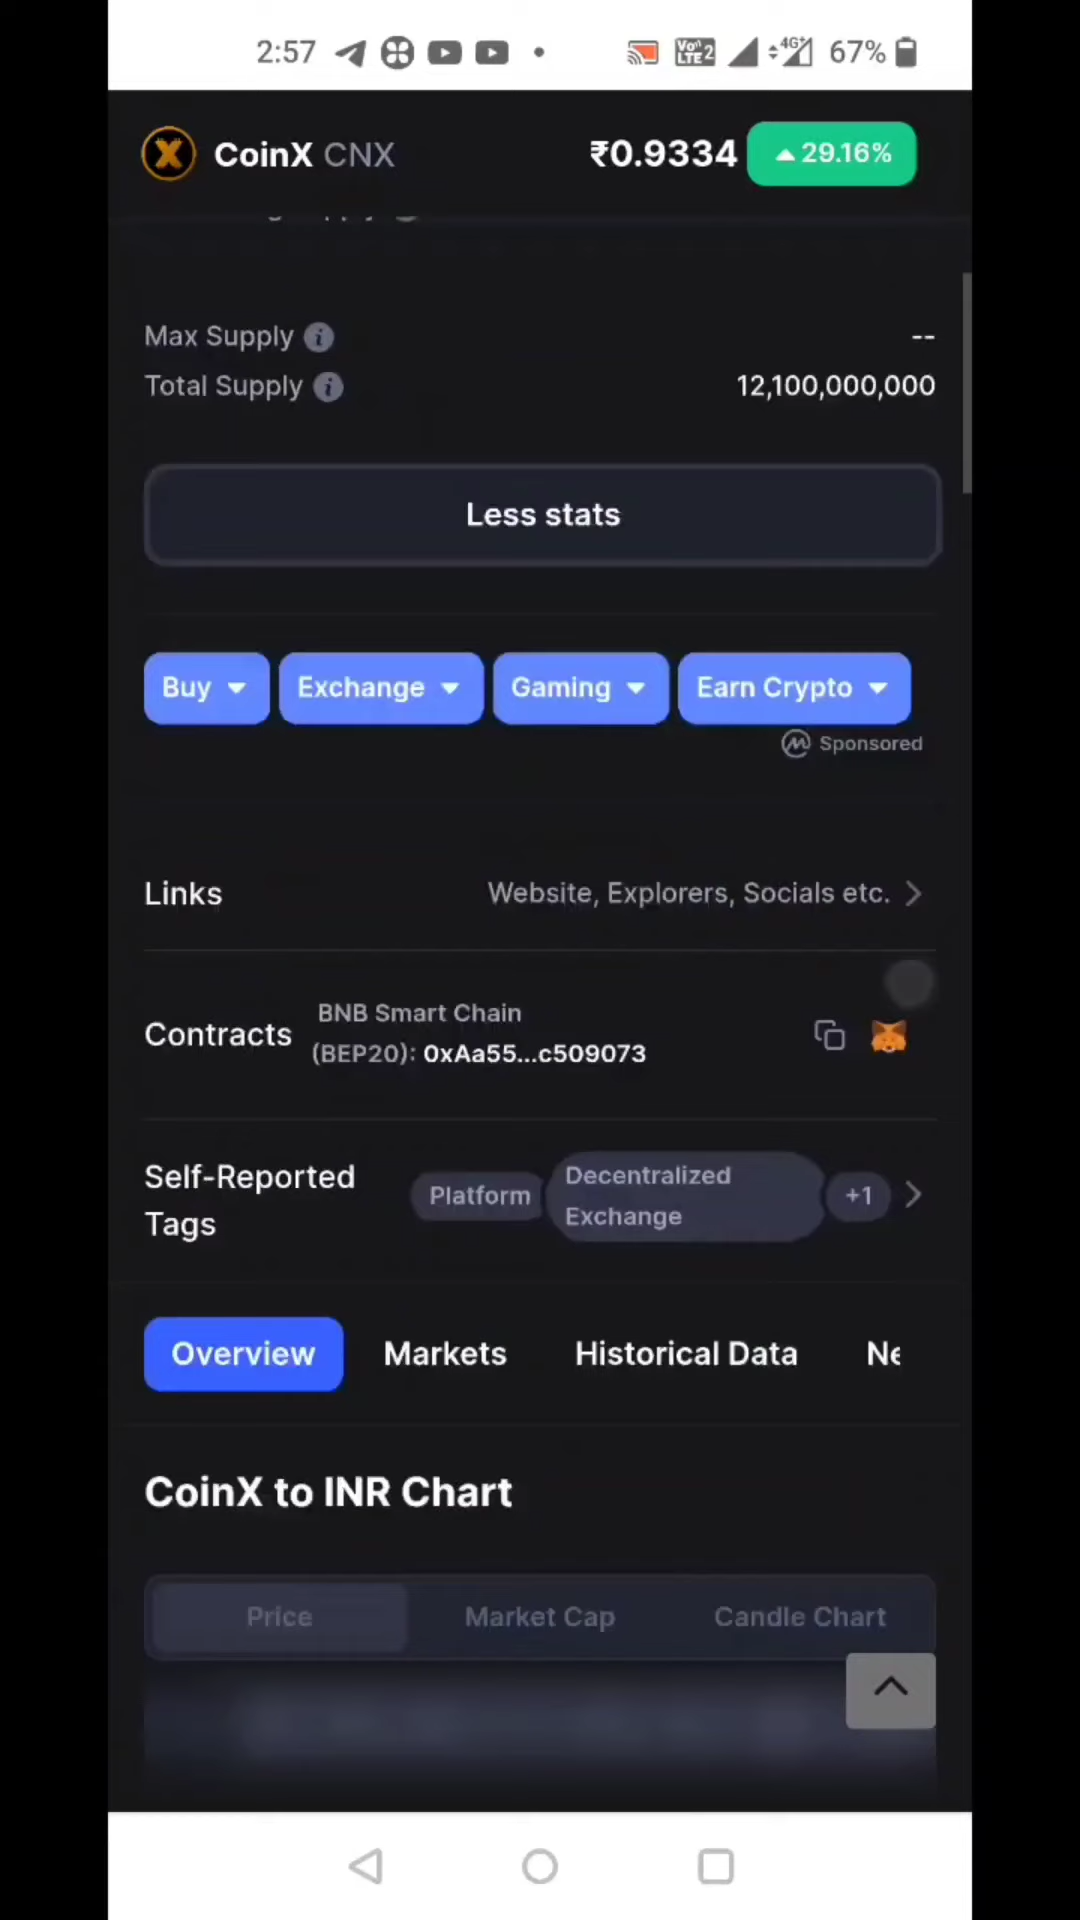 2:57 VoLTE 2 4G+ 67%
CoinX CNX ₹0.9334 29.16%
Max Supply --
Total Supply 12,100,000,000
Less stats
Buy Exchange Gaming Earn Crypto
Sponsored
Links Website, Explorers, Socials etc.
Contracts BNB Smart Chain
(BEP20): 0xAa55...c509073
Self-Reported Tags
Platform Decentralized Exchange +1
Overview Markets Historical Data Ne
CoinX to INR Chart
Price Market Cap Candle Chart